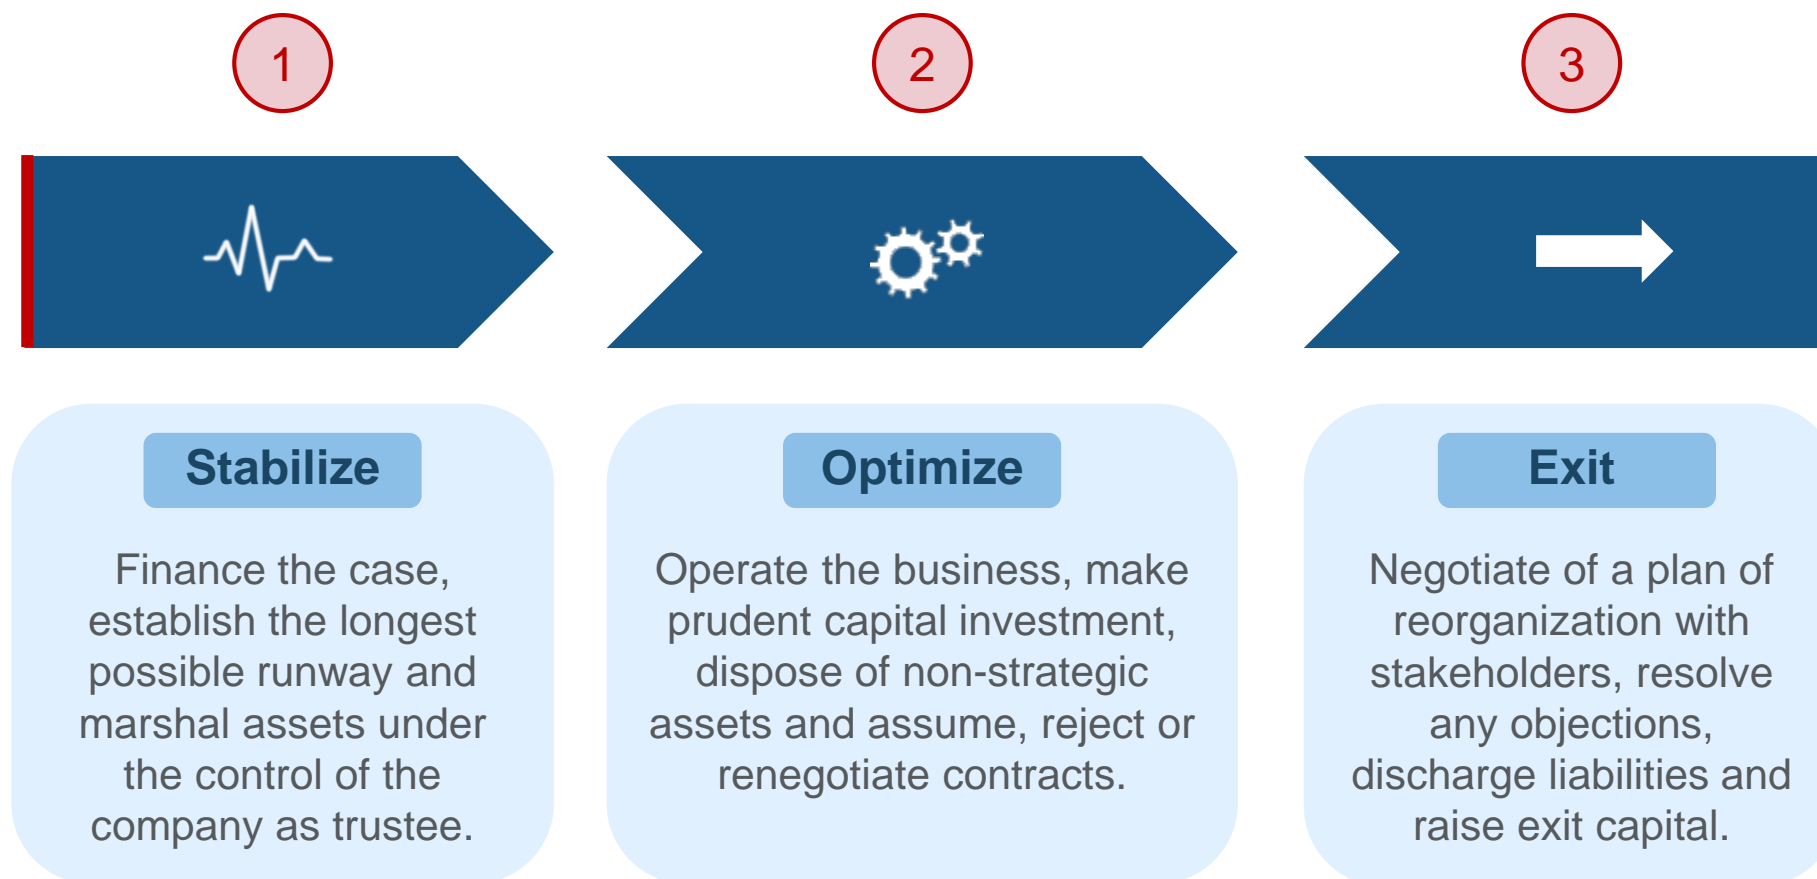 1
2
3
Stabilize
Finance the case,
establish the longest
possible runway and
marshal assets under
the control of the
company as trustee.
Optimize
Operate the business, make
prudent capital investment,
dispose of non-strategic
assets and assume, reject or
renegotiate contracts.
Exit
Negotiate of a plan of
reorganization with
stakeholders, resolve
any objections,
discharge liabilities and
raise exit capital.